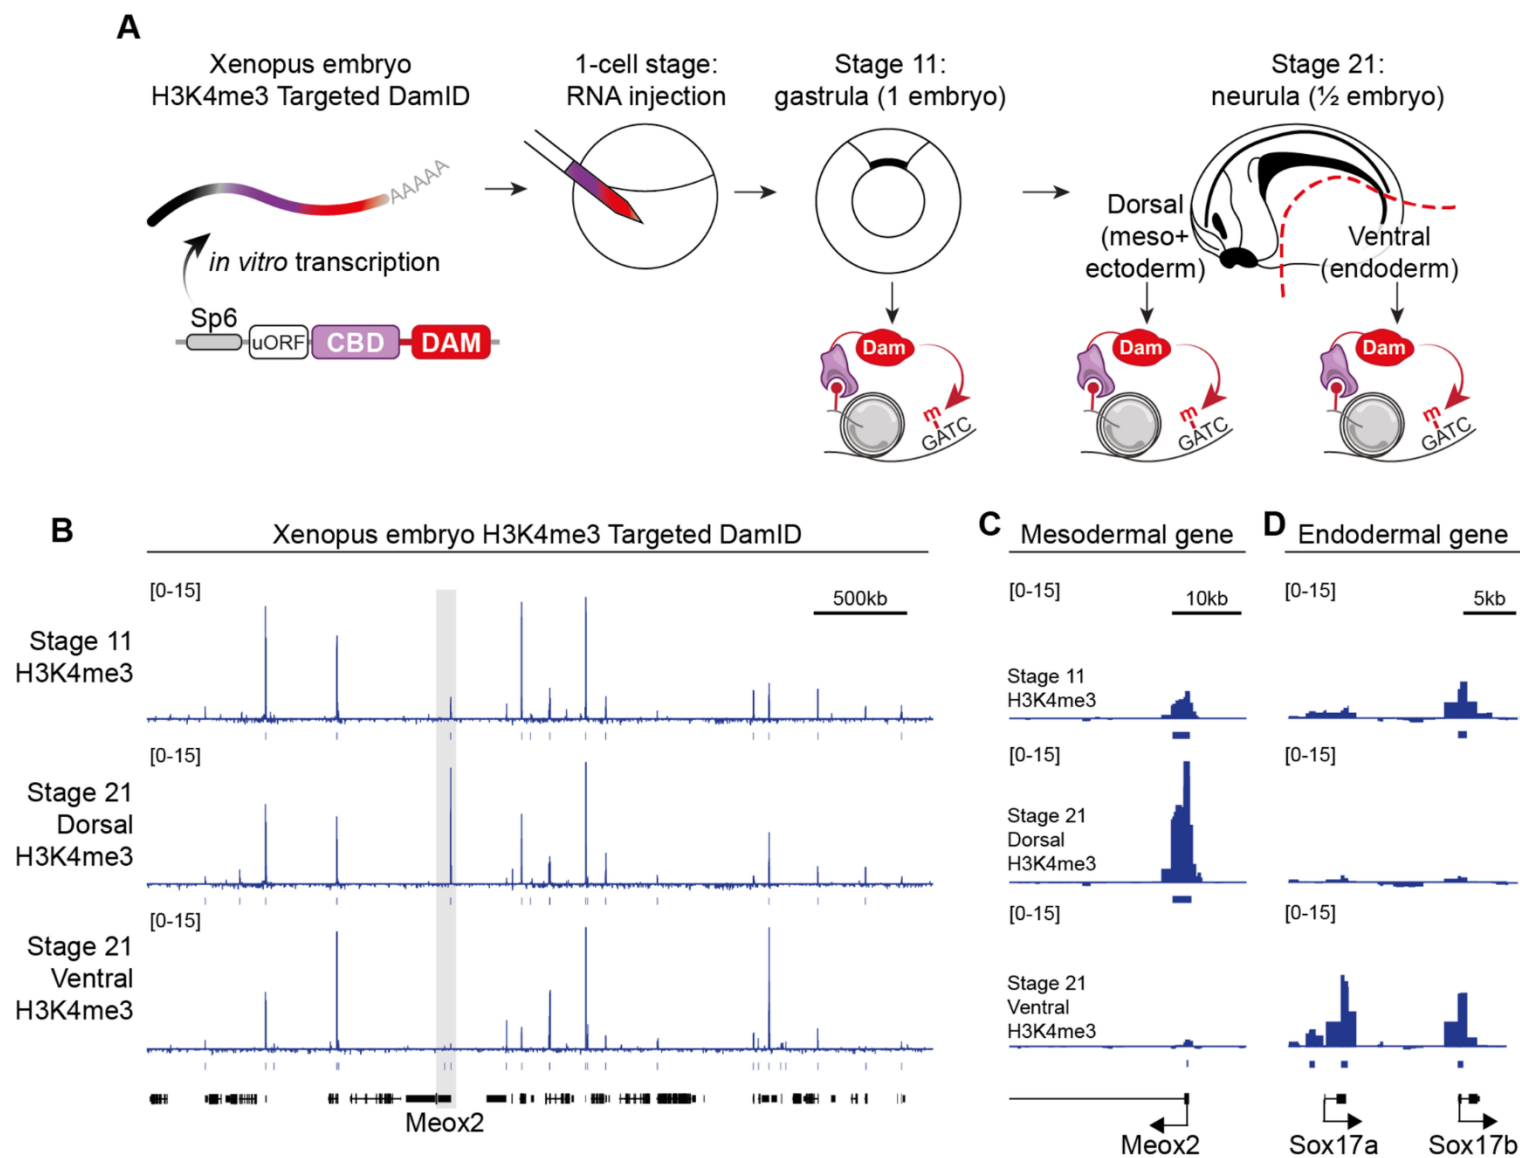 A
Xenopus embryo
H3K4me3 Targeted DamID
1-cell stage:
RNA injection
Stage 11:
gastrula (1 embryo)
Stage 21:
neurula (½ embryo)
AAAAA
in vitro transcription
Sp6
uORF
CBD
DAM
Dorsal
(meso+
ectoderm)
Ventral
(endoderm)
Dam
m
GATC
Dam
m
GATC
Dam
m
GATC
B
Xenopus embryo H3K4me3 Targeted DamID
[0-15]
500kb
Stage 11
H3K4me3
[0-15]
Stage 21
Dorsal
H3K4me3
[0-15]
Stage 21
Ventral
H3K4me3
Meox2
C
Mesodermal gene
[0-15]
10kb
Stage 11
H3K4me3
[0-15]
Stage 21
Dorsal
H3K4me3
[0-15]
Stage 21
Ventral
H3K4me3
Meox2
D
Endodermal gene
[0-15]
5kb
[0-15]
[0-15]
Sox17a
Sox17b